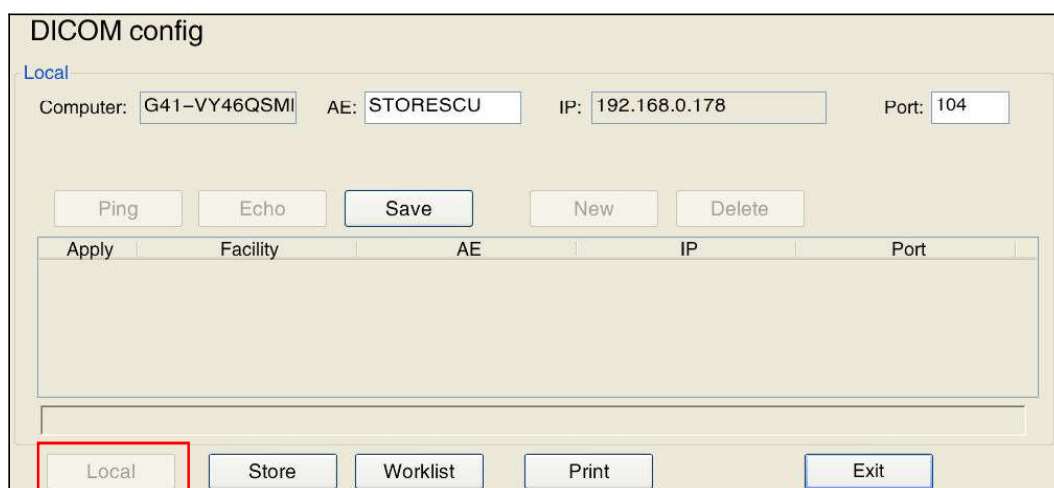 DICOM config
Local
Computer: G41-VY46QSMI AE: STORESCU IP: 192.168.0.178 Port: 104
Ping Echo Save New Delete
Apply Facility AE IP Port
Local Store Worklist Print Exit